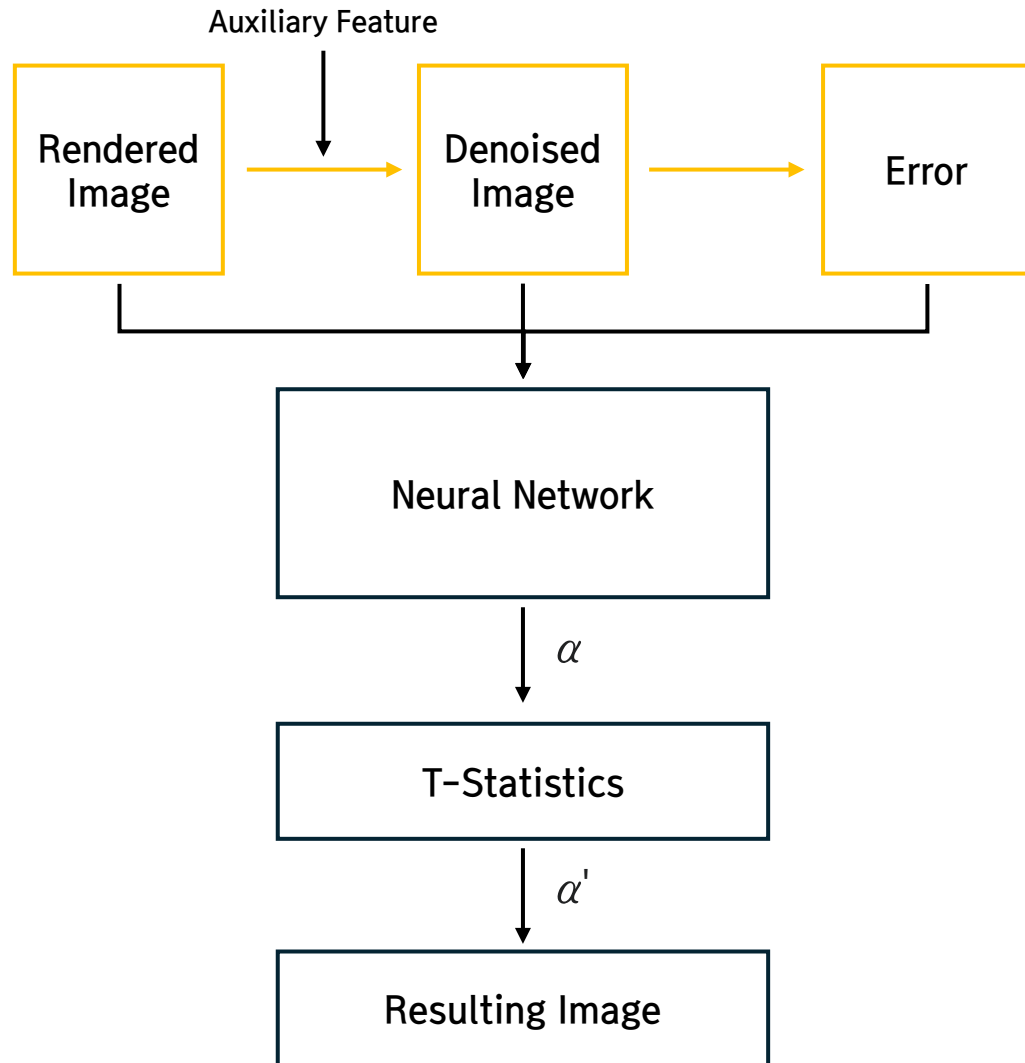 Auxiliary Feature
Rendered
Image
Denoised
Image
Error
Neural Network
α
T-Statistics
α'
Resulting Image